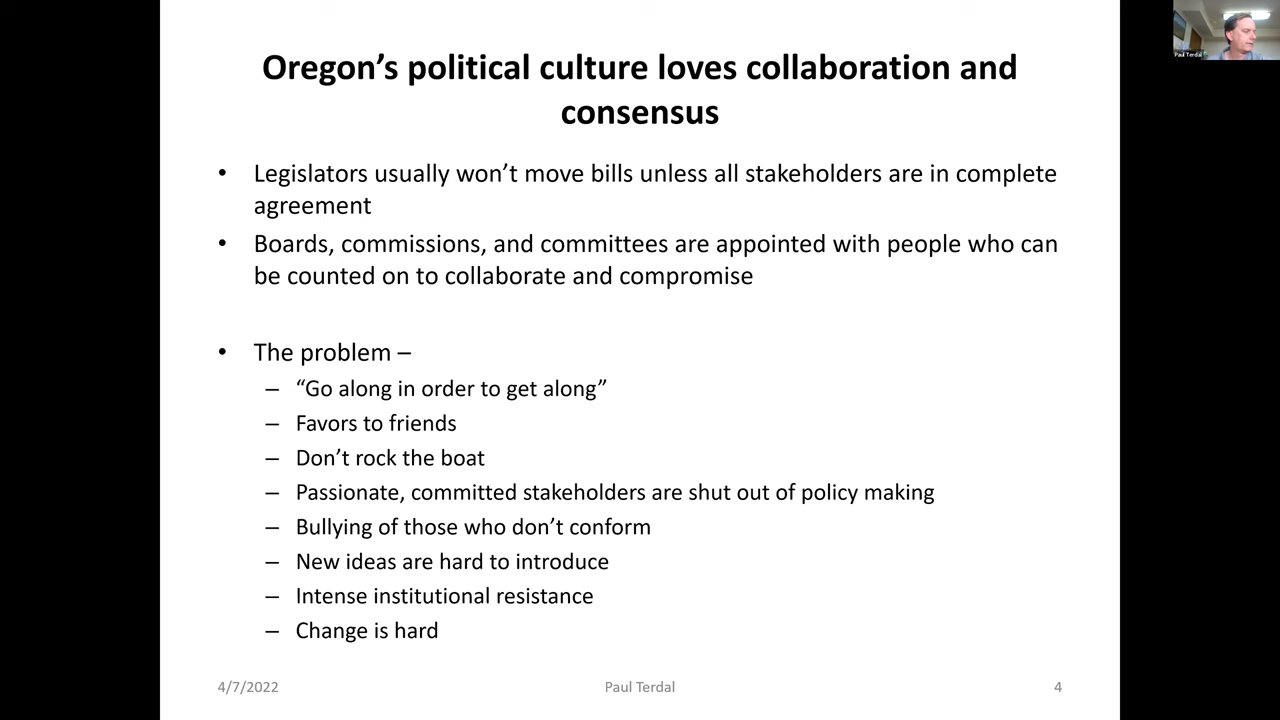 Oregon’s political culture loves collaboration and
consensus
• Legislators usually won’t move bills unless all stakeholders are in complete
agreement
• Boards, commissions, and committees are appointed with people who can
be counted on to collaborate and compromise
• The problem –
– “Go along in order to get along”
– Favors to friends
– Don’t rock the boat
– Passionate, committed stakeholders are shut out of policy making
– Bullying of those who don’t conform
– New ideas are hard to introduce
– Intense institutional resistance
– Change is hard
4/7/2022
Paul Terdal
4
Paul Terdal